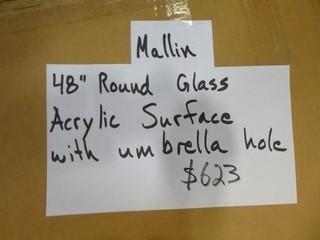 Mallin
48" Round Glass
Acrylic Surface
with umbrella hole
$623